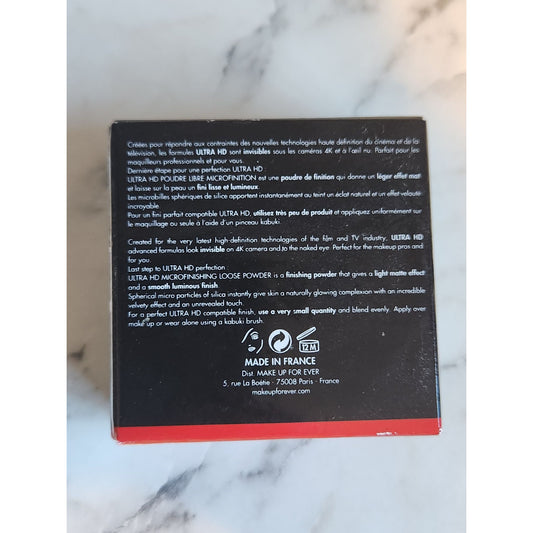 Créées pour répondre aux contraintes des nouvelles technologies haute définition du cinéma et de la
télévision, les formules ULTRA HD sont invisibles sous les caméras 4K et à l'œil nu. Parfait pour les
maquilleurs professionnels et pour vous.
Dernière étape pour une perfection ULTRA HD :
ULTRA HD POUDRE LIBRE MICROFINITION est une poudre de finition qui donne un léger effet mat
et laisse sur la peau un fini lisse et lumineux.
Les microbilles sphériques de silice apportent instantanément au teint un éclat naturel et un effet velouté
incroyable.
Pour un fini parfait compatible ULTRA HD, utilisez très peu de produit et appliquez uniformément sur
le maquillage ou seule à l'aide d'un pinceau kabuki.
Created for the very latest high-definition technologies of the film and TV industry, ULTRA HD
advanced formulas look invisible on 4K camera and to the naked eye. Perfect for the makeup pros and
for you.
Last step to ULTRA HD perfection
ULTRA HD MICROFINISHING LOOSE POWDER is a finishing powder that gives a light matte effect
and a smooth luminous finish.
Spherical micro particles of silica instantly give skin a naturally glowing complexion with an incredible
velvety effect and an unrevealed touch.
For a perfect ULTRA HD compatible finish, use a very small quantity and blend evenly. Apply over
make up or wear alone using a kabuki brush.
12 M
MADE IN FRANCE
Dist. MAKE UP FOR EVER
5, rue La Boétie - 75008 Paris - France
makeupforever.com